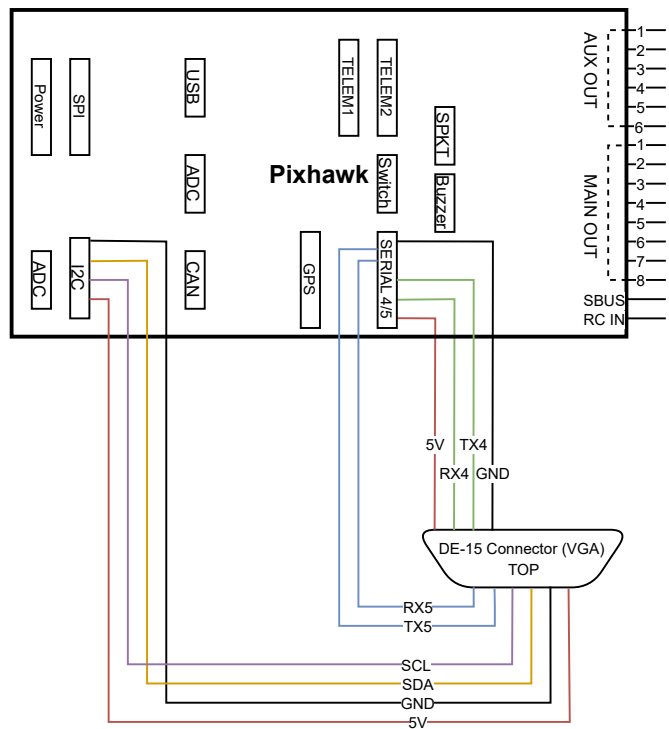 Power
SPI
USB
TELEM1
TELEM2
AUX OUT
1
2
3
4
5
6
SPKT
ADC
Pixhawk
Switch
Buzzer
MAIN OUT
1
2
3
4
5
6
7
8
ADC
I2C
CAN
GPS
SERIAL 4/5
SBUS
RC IN
5V
TX4
RX4
GND
DE-15 Connector (VGA)
TOP
RX5
TX5
SCL
SDA
GND
5V